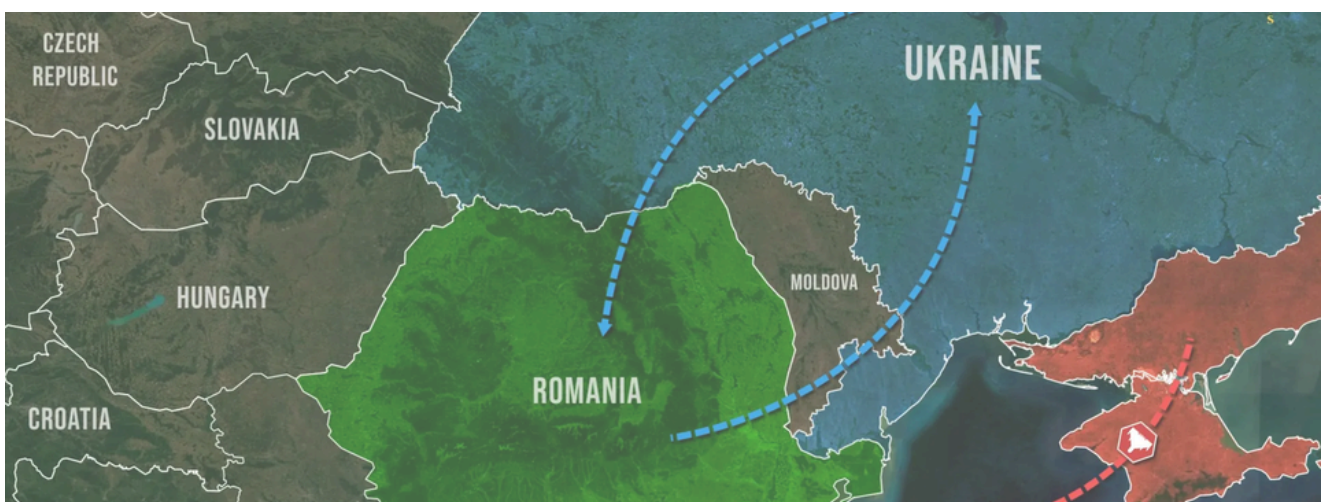 CZECH
REPUBLIC
UKRAINE
SLOVAKIA
HUNGARY
MOLDOVA
ROMANIA
CROATIA
S